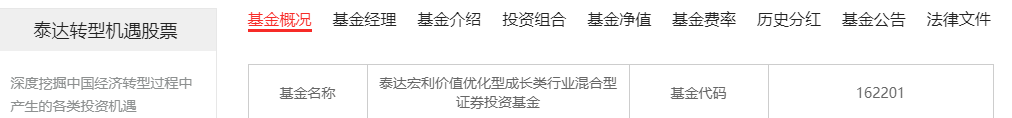 泰达转型机遇股票
深度挖掘中国经济转型过程中
产生的各类投资机遇
基金概况 基金经理 基金介绍 投资组合 基金净值 基金费率 历史分红 基金公告 法律文件
基金名称
泰达宏利价值优化型成长类行业混合型
证券投资基金
基金代码
162201